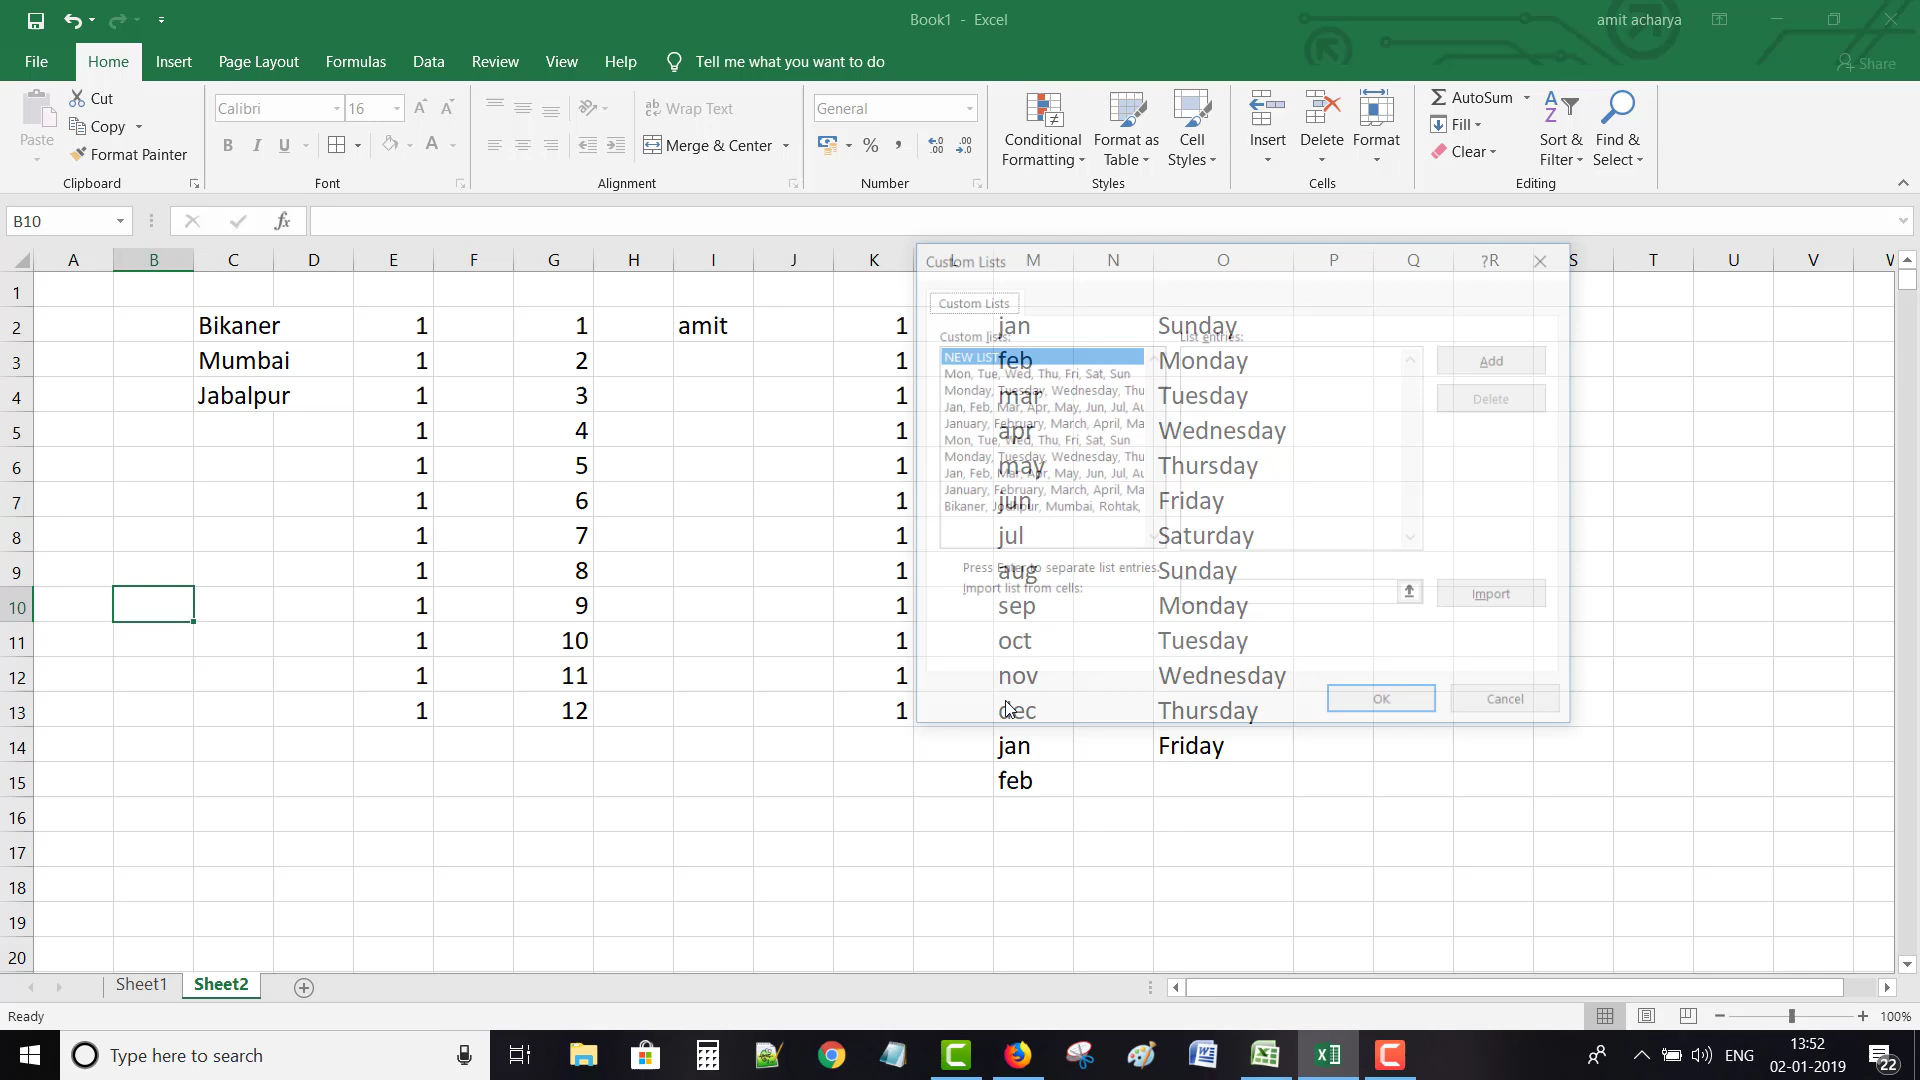 Book1 - Excel
amit acharya
File Home Insert Page Layout Formulas Data Review View Help Tell me what you want to do Share
Paste
Cut
Copy
Format Painter
Clipboard
Calibri 16
B I U A
Font
Wrap Text
Merge & Center
Alignment
General
%
Number
Conditional Formatting
Format as Table
Cell Styles
Styles
Insert Delete Format
Cells
AutoSum
Fill
Clear
Sort & Filter
Find & Select
Editing
B10 fx
A B C D E F G H I J K L M N O P Q R S T U V W
1
2 Bikaner 1 1 amit 1 jan Sunday
3 Mumbai 1 2 1 feb Monday
4 Jabalpur 1 3 1 mar Tuesday
5 1 4 1 apr Wednesday
6 1 5 1 may Thursday
7 1 6 1 jun Friday
8 1 7 1 jul Saturday
9 1 8 1 aug Sunday
10 1 9 1 sep Monday
11 1 10 1 oct Tuesday
12 1 11 1 nov Wednesday
13 1 12 1 dec Thursday
14 jan Friday
15 feb
16
17
18
19
20
Custom Lists ?
Custom Lists
Custom lists: List entries:
NEW LIST
Mon, Tue, Wed, Thu, Fri, Sat, Sun
Monday, Tuesday, Wednesday, Thu
Jan, Feb, Mar, Apr, May, Jun, Jul, Au
January, February, March, April, Ma
Mon, Tue, Wed, Thu, Fri, Sat, Sun
Monday, Tuesday, Wednesday, Thu
Jan, Feb, Mar, Apr, May, Jun, Jul, Au
January, February, March, April, Ma
Bikaner, Jodhpur, Mumbai, Rohtak,
Add
Delete
Press Enter to separate list entries.
Import list from cells:
Import
OK Cancel
Sheet1 Sheet2
Ready 100%
Type here to search
ENG
13:52
02-01-2019
22